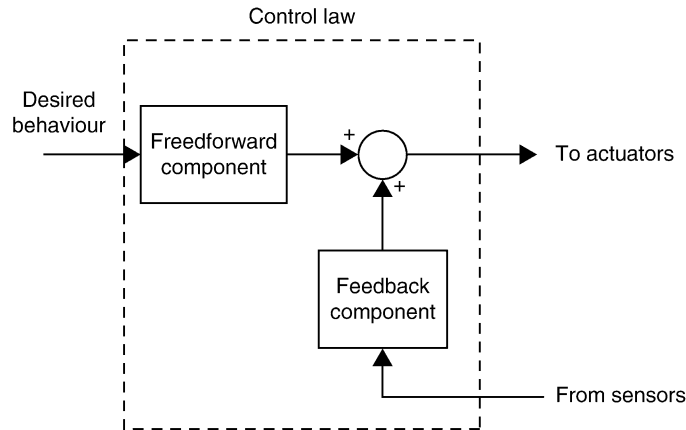 Control law
Desired
behaviour
Freedforward
component
+
To actuators
+
Feedback
component
From sensors